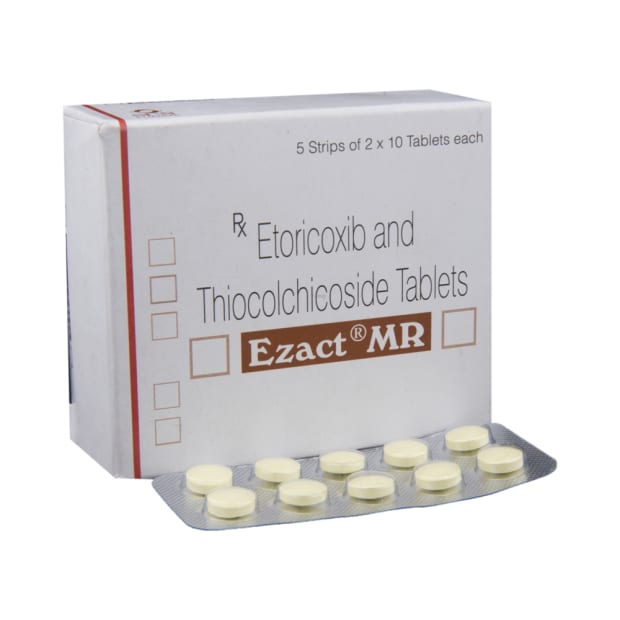 5 Strips of 2 x 10 Tablets each
Rx Etoricoxib and
Thiocolchicoside Tablets
Ezact® MR